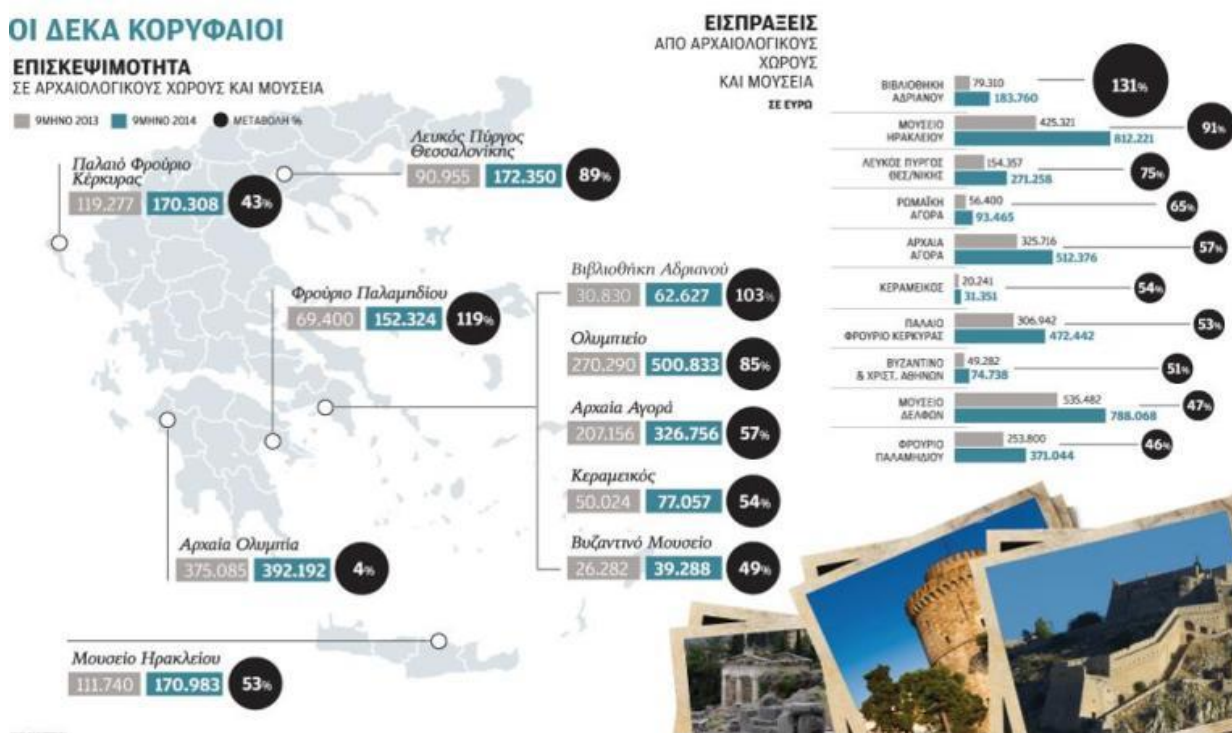 ΟΙ ΔΕΚΑ ΚΟΡΥΦΑΙΟΙ
ΕΠΙΣΚΕΨΙΜΟΤΗΤΑ
ΣΕ ΑΡΧΑΙΟΛΟΓΙΚΟΥΣ ΧΩΡΟΥΣ ΚΑΙ ΜΟΥΣΕΙΑ
9ΜΗΝΟ 2013 9ΜΗΝΟ 2014 ΜΕΤΑΒΟΛΗ %
Παλαιό Φρούριο
Κέρκυρας
119.277 170.308 43%
Λευκός Πύργος
Θεσσαλονίκης
90.955 172.350 89%
Φρούριο Παλαμηδίου
69.400 152.324 119%
Βιβλιοθήκη Αδριανού
30.830 62.627 103%
Ολυμπιείο
270.290 500.833 85%
Αρχαία Αγορά
207.156 326.756 57%
Κεραμεικός
50.024 77.057 54%
Βυζαντινό Μουσείο
26.282 39.288 49%
Αρχαία Ολυμπία
375.085 392.192 4%
Μουσείο Ηρακλείου
111.740 170.983 53%
ΕΙΣΠΡΑΞΕΙΣ
ΑΠΟ ΑΡΧΑΙΟΛΟΓΙΚΟΥΣ
ΧΩΡΟΥΣ
ΚΑΙ ΜΟΥΣΕΙΑ
ΣΕ ΕΥΡΩ
ΒΙΒΛΙΟΘΗΚΗ
ΑΔΡΙΑΝΟΥ
79.310
183.760
131%
ΜΟΥΣΕΙΟ
ΗΡΑΚΛΕΙΟΥ
425.321
812.221
91%
ΛΕΥΚΟΣ ΠΥΡΓΟΣ
ΘΕΣ/ΝΙΚΗΣ
154.357
271.258
75%
ΡΩΜΑΪΚΗ
ΑΓΟΡΑ
56.400
93.465
65%
ΑΡΧΑΙΑ
ΑΓΟΡΑ
325.716
512.376
57%
ΚΕΡΑΜΕΙΚΟΣ
20.241
31.351
54%
ΠΑΛΑΙΟ
ΦΡΟΥΡΙΟ ΚΕΡΚΥΡΑΣ
306.942
472.442
53%
ΒΥΖΑΝΤΙΝΟ
& ΧΡΙΣΤ. ΑΘΗΝΩΝ
49.282
74.738
51%
ΜΟΥΣΕΙΟ
ΔΕΛΦΩΝ
535.482
788.068
47%
ΦΡΟΥΡΙΟ
ΠΑΛΑΜΗΔΙΟΥ
253.800
371.044
46%